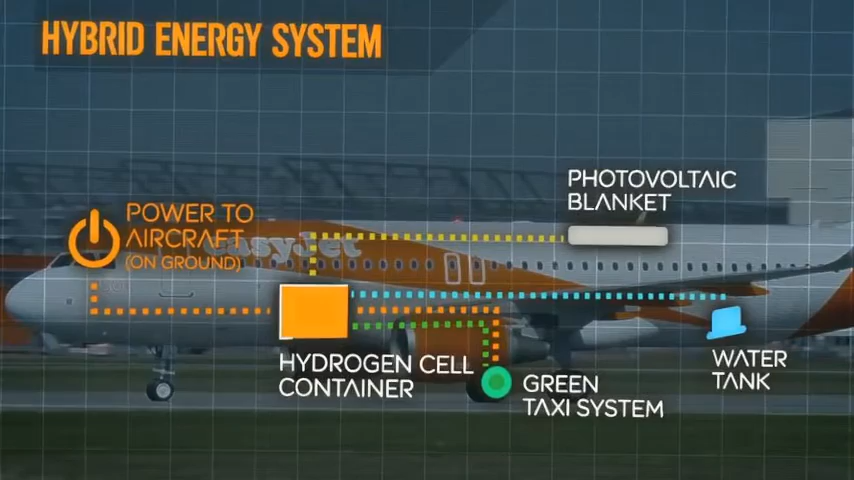 HYBRID ENERGY SYSTEM
PHOTOVOLTAIC
BLANKET
POWER TO
AIRCRAFT
(ON GROUND)
easyJet
HYDROGEN CELL
CONTAINER
GREEN
TAXI SYSTEM
WATER
TANK